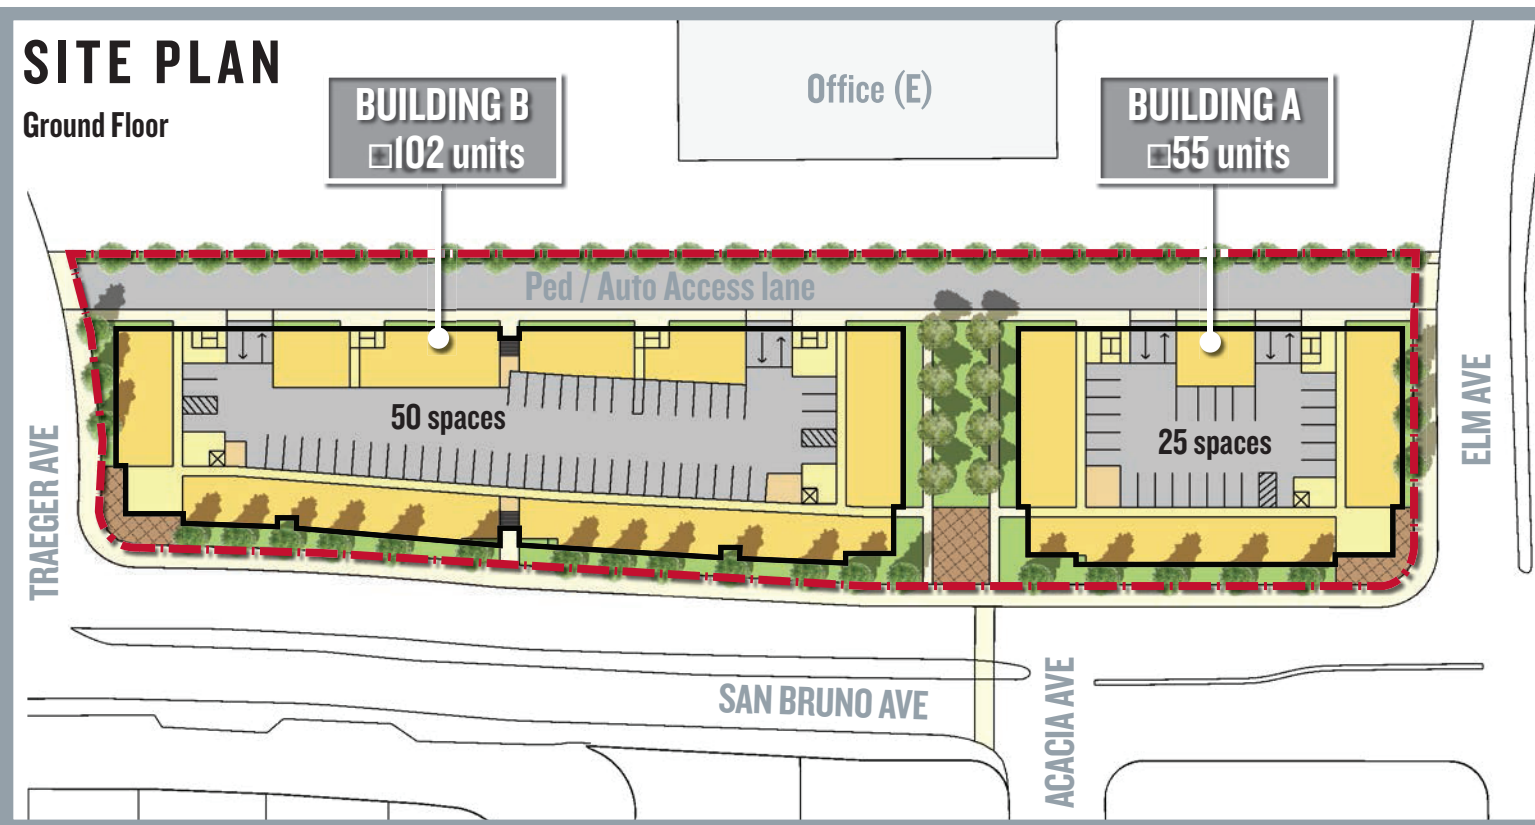 SITE PLAN
Ground Floor
BUILDING B
□102 units
Office (E)
BUILDING A
□55 units
Ped / Auto Access lane
50 spaces
25 spaces
TRAEGER AVE
ELM AVE
SAN BRUNO AVE
ACACIA AVE